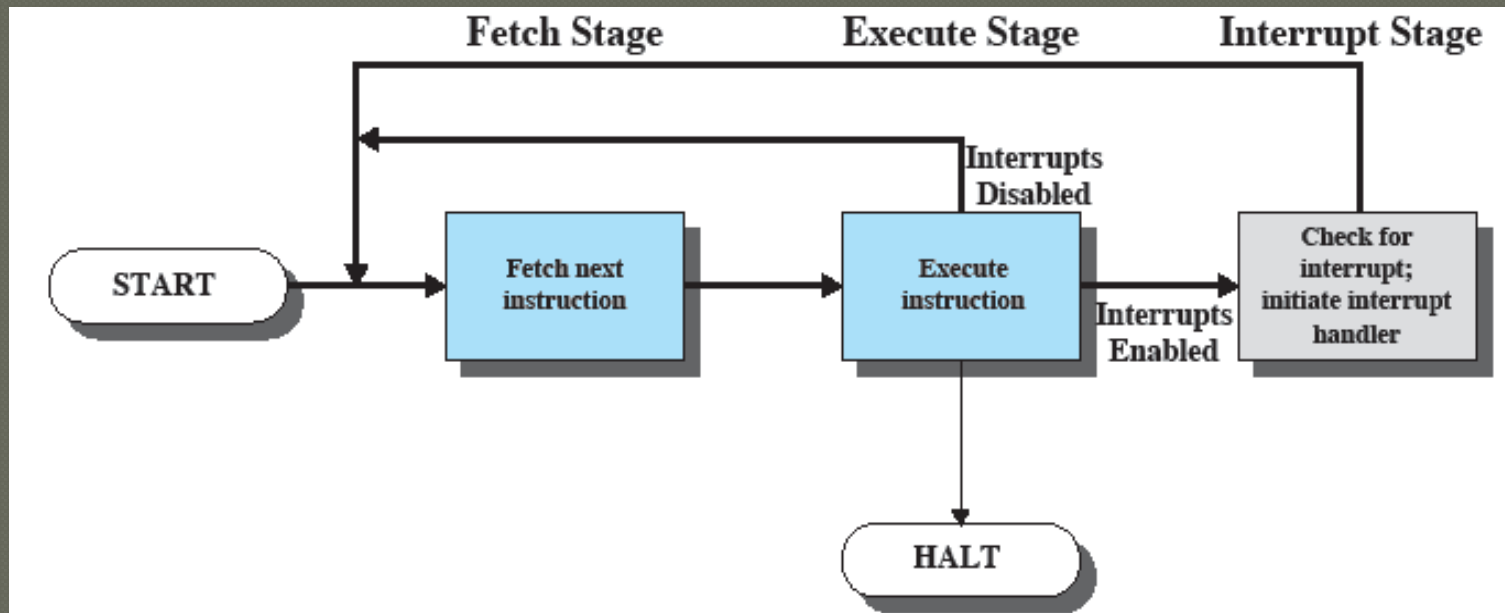 Fetch Stage
Execute Stage
Interrupt Stage
Interrupts
Disabled
START
Fetch next
instruction
Execute
instruction
Interrupts
Enabled
Check for
interrupt;
initiate interrupt
handler
HALT